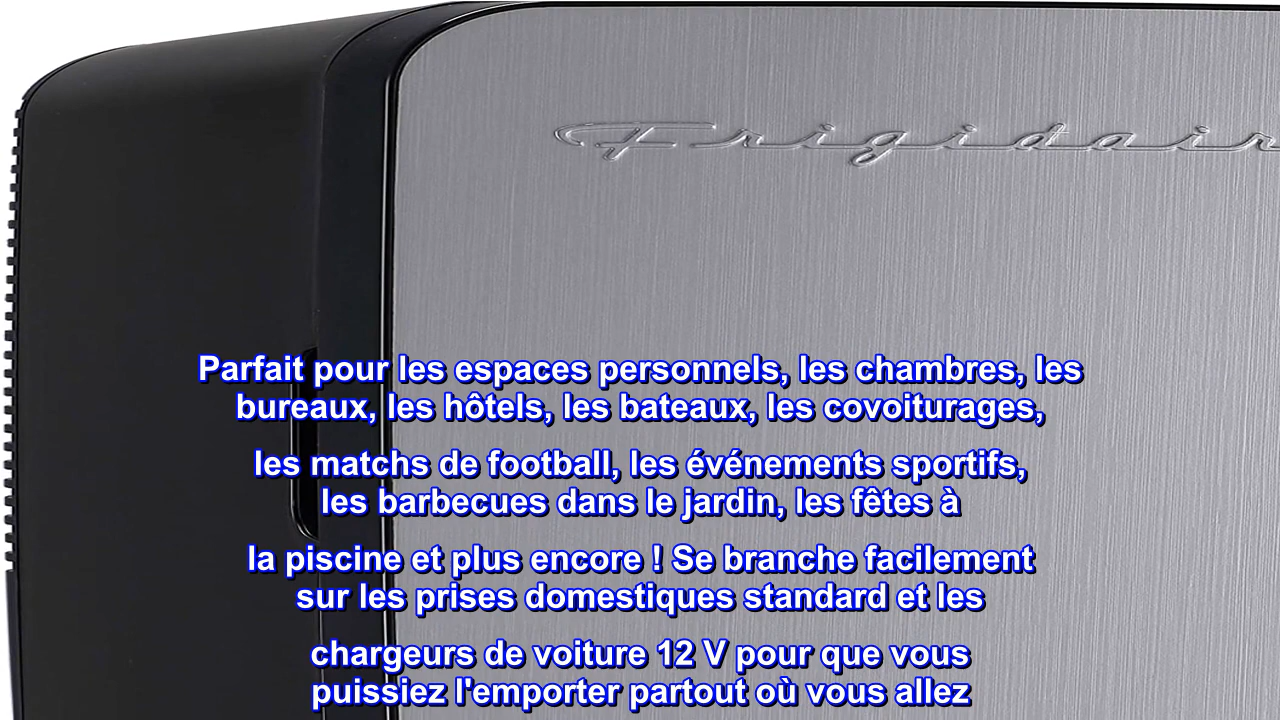 Frigidair
Parfait pour les espaces personnels, les chambres, les
bureaux, les hôtels, les bateaux, les covoiturages,
les matchs de football, les événements sportifs,
les barbecues dans le jardin, les fêtes à
la piscine et plus encore ! Se branche facilement
sur les prises domestiques standard et les
chargeurs de voiture 12 V pour que vous
puissiez l'emporter partout où vous allez